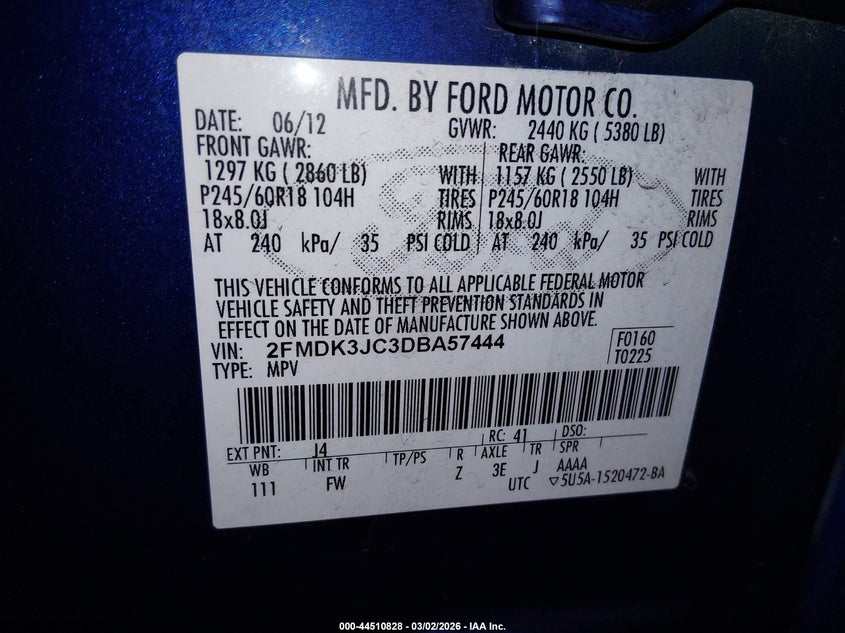 MFD. BY FORD MOTOR CO.
DATE: 06/12 GVWR: 2440 KG ( 5380 LB)
FRONT GAWR: REAR GAWR:
1297 KG ( 2860 LB) WITH 1157 KG ( 2550 LB) WITH
P245/60R18 104H TIRES P245/60R18 104H TIRES
18x8.0J RIMS 18x8.0J RIMS
AT 240 kPa/ 35 PSI COLD AT 240 kPa/ 35 PSI COLD
THIS VEHICLE CONFORMS TO ALL APPLICABLE FEDERAL MOTOR
VEHICLE SAFETY AND THEFT PREVENTION STANDARDS IN
EFFECT ON THE DATE OF MANUFACTURE SHOWN ABOVE.
VIN: 2FMDK3JC3DBA57444 F0160
TYPE: MPV T0225
EXT PNT: J4 RC: 41 DSO:
WB INT TR TP/PS R AXLE TR SPR
111 FW Z 3E J AAAA
UTC ▽5U5A-1520472-BA
000-44510828 - 03/02/2026 - IAA Inc.